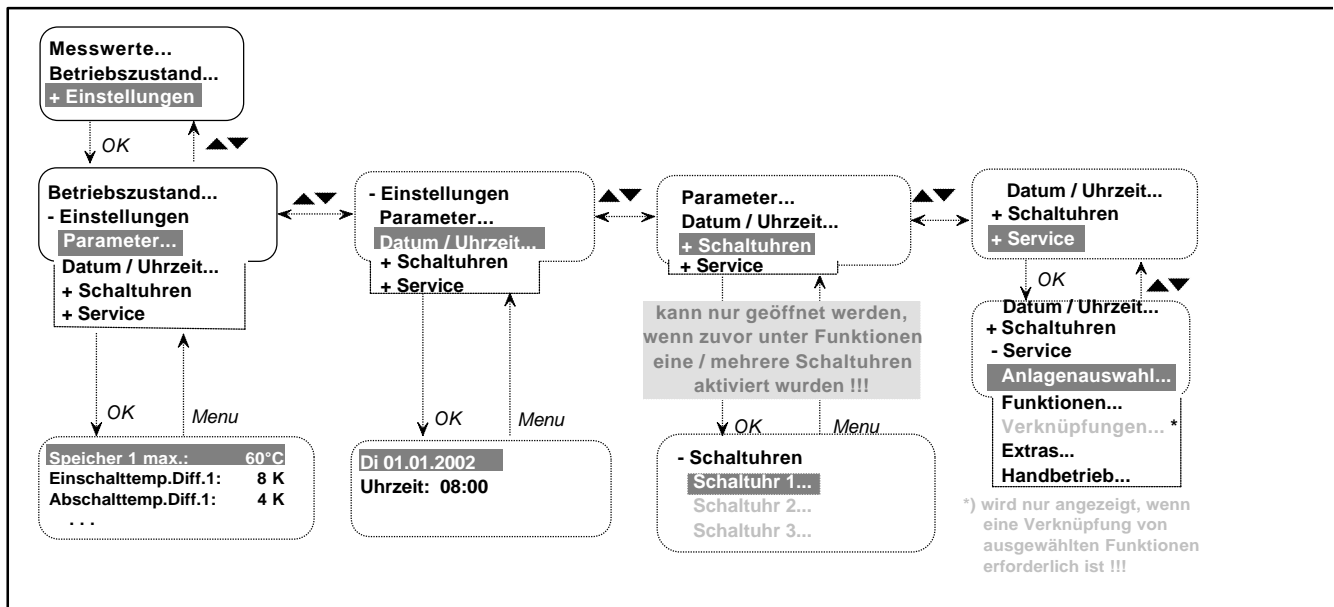 Messwerte...
Betriebszustand...
+ Einstellungen
OK
▲▼
Betriebszustand...
- Einstellungen
Parameter...
Datum / Uhrzeit...
+ Schaltuhren
+ Service
OK
Menu
Speicher 1 max.: 60°C
Einschalttemp.Diff.1: 8 K
Abschalttemp.Diff.1: 4 K
. . .
▲▼
- Einstellungen
Parameter...
Datum / Uhrzeit...
+ Schaltuhren
+ Service
OK
Menu
Di 01.01.2002
Uhrzeit: 08:00
▲▼
Parameter...
Datum / Uhrzeit...
+ Schaltuhren
+ Service
kann nur geöffnet werden,
wenn zuvor unter Funktionen
eine / mehrere Schaltuhren
aktiviert wurden !!!
OK
Menu
- Schaltuhren
Schaltuhr 1...
Schaltuhr 2...
Schaltuhr 3...
▲▼
Datum / Uhrzeit...
+ Schaltuhren
+ Service
OK
▲▼
Datum / Uhrzeit...
+ Schaltuhren
- Service
Anlagenauswahl...
Funktionen...
Verknüpfungen... *
Extras...
Handbetrieb...
*) wird nur angezeigt, wenn
eine Verknüpfung von
ausgewählten Funktionen
erforderlich ist !!!